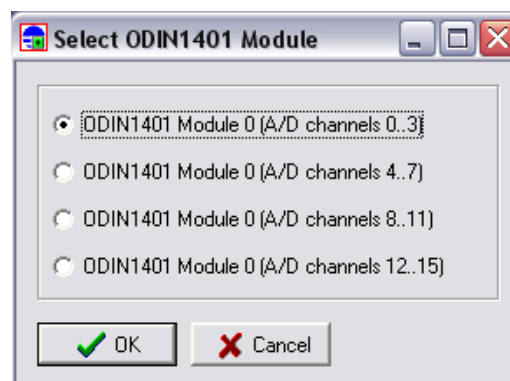 Select ODIN1401 Module
ODIN1401 Module 0 (A/D channels 0..3)
ODIN1401 Module 0 (A/D channels 4..7)
ODIN1401 Module 0 (A/D channels 8..11)
ODIN1401 Module 0 (A/D channels 12..15)
OK Cancel